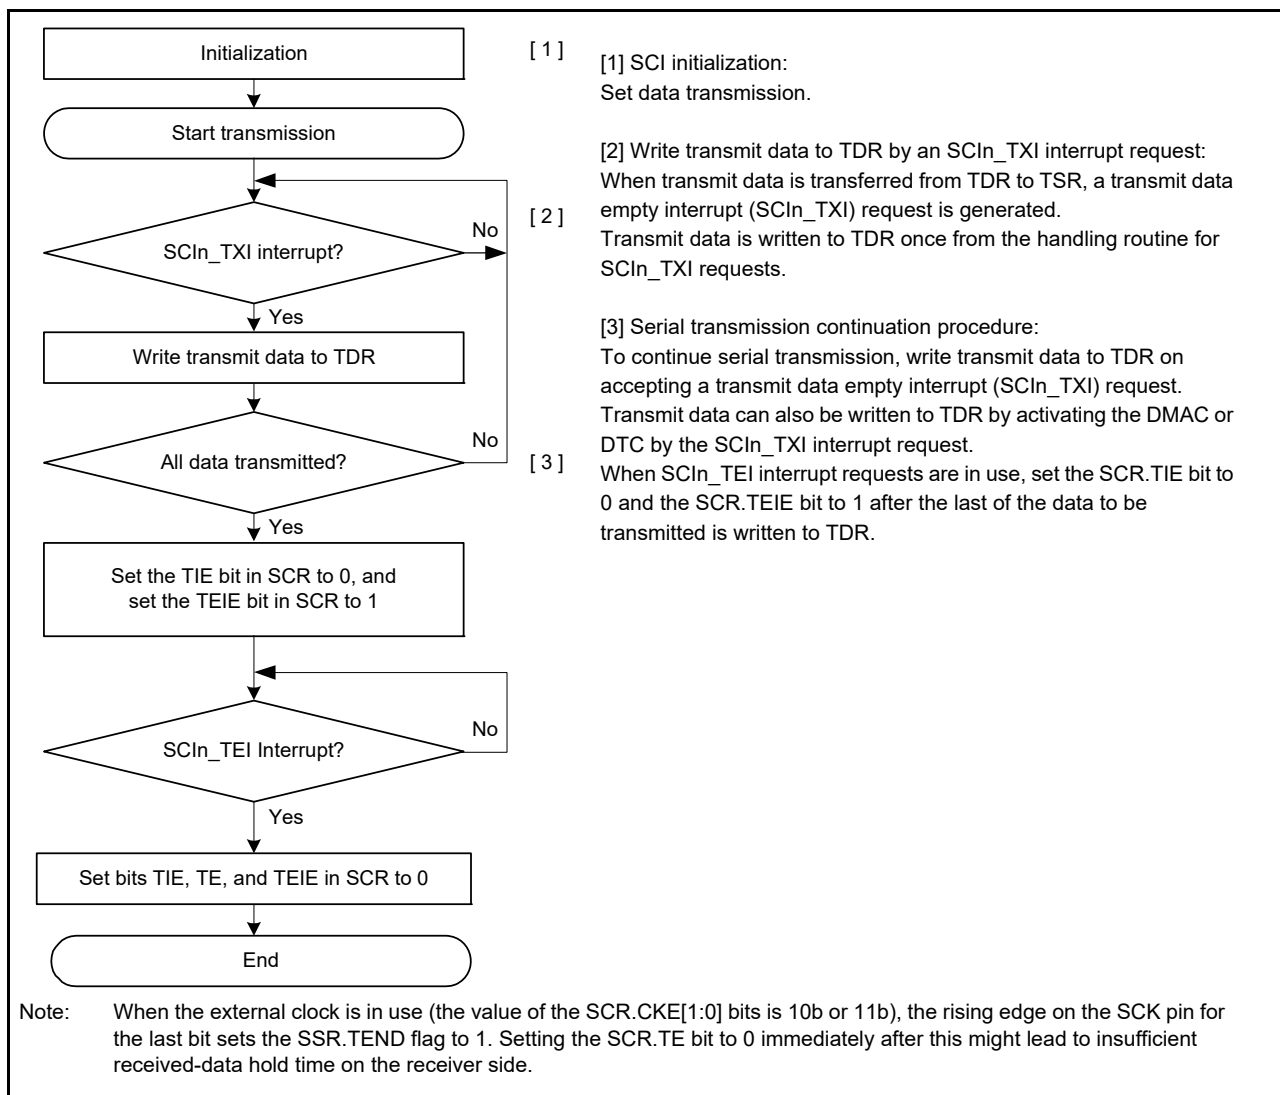 Initialization
[ 1 ]
[1] SCI initialization:
Set data transmission.
Start transmission
[2] Write transmit data to TDR by an SCIn_TXI interrupt request:
When transmit data is transferred from TDR to TSR, a transmit data
empty interrupt (SCIn_TXI) request is generated.
Transmit data is written to TDR once from the handling routine for
SCIn_TXI requests.
[ 2 ]
No
SCIn_TXI interrupt?
Yes
[3] Serial transmission continuation procedure:
To continue serial transmission, write transmit data to TDR on
accepting a transmit data empty interrupt (SCIn_TXI) request.
Transmit data can also be written to TDR by activating the DMAC or
DTC by the SCIn_TXI interrupt request.
When SCIn_TEI interrupt requests are in use, set the SCR.TIE bit to
0 and the SCR.TEIE bit to 1 after the last of the data to be
transmitted is written to TDR.
Write transmit data to TDR
No
All data transmitted?
[ 3 ]
Yes
Set the TIE bit in SCR to 0, and
set the TEIE bit in SCR to 1
No
SCIn_TEI Interrupt?
Yes
Set bits TIE, TE, and TEIE in SCR to 0
End
Note: When the external clock is in use (the value of the SCR.CKE[1:0] bits is 10b or 11b), the rising edge on the SCK pin for
the last bit sets the SSR.TEND flag to 1. Setting the SCR.TE bit to 0 immediately after this might lead to insufficient
received-data hold time on the receiver side.